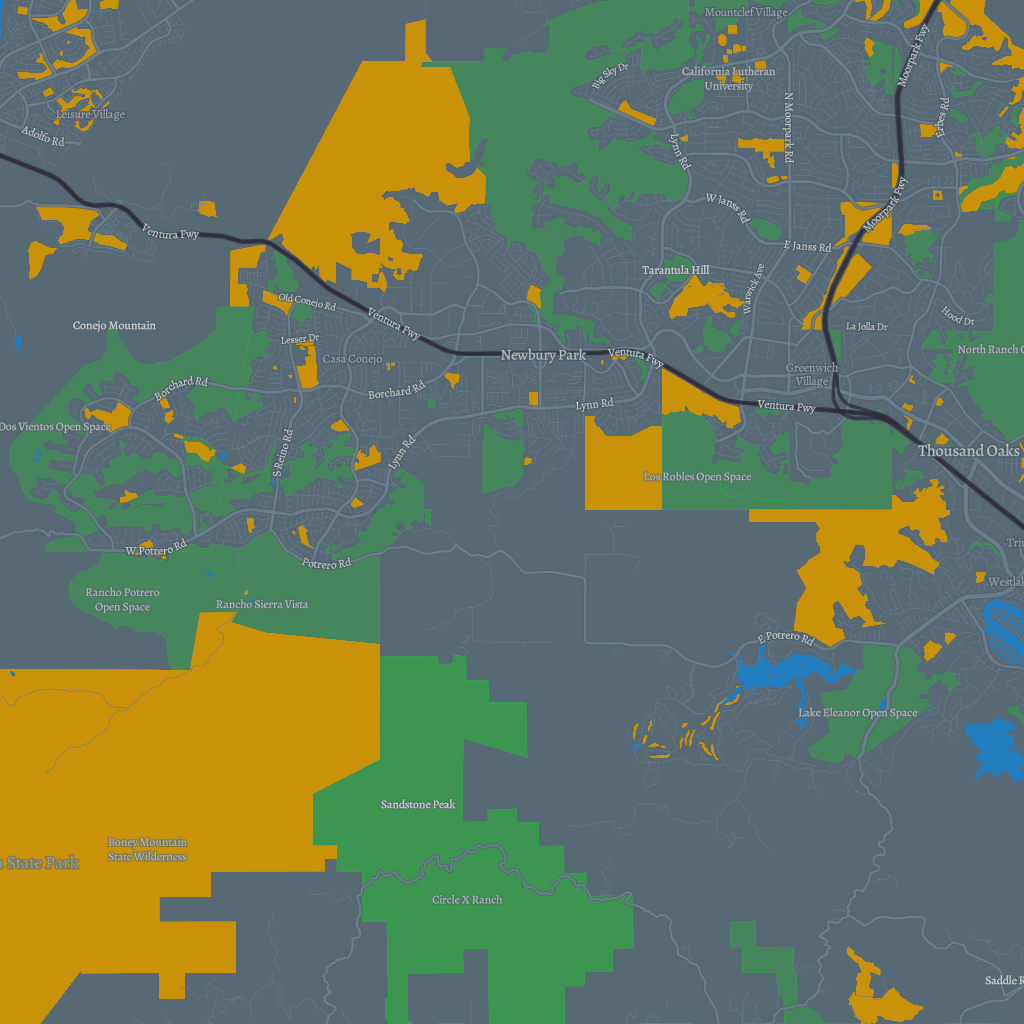 Mountclef Village
Moorpark Fwy
Big Sky Dr
California Lutheran
University
N Moorpark Rd
Erbes Rd
Leisure Village
Adolfo Rd
Lynn Rd
W Janss Rd
Moorpark Fwy
Ventura Fwy
E Janss Rd
Tarantula Hill
Warwick Ave
Old Conejo Rd
Ventura Fwy
Hood Dr
Conejo Mountain
La Jolla Dr
Lesser Dr
Casa Conejo
Newbury Park
Ventura Fwy
North Ranch O
Greenwich
Village
Borchard Rd
Borchard Rd
Lynn Rd
Ventura Fwy
Dos Vientos Open Space
S Reino Rd
Lynn Rd
Thousand Oaks
Los Robles Open Space
W Potrero Rd
Potrero Rd
Westlak
Rancho Potrero
Open Space
Rancho Sierra Vista
E Potrero Rd
Lake Eleanor Open Space
Sandstone Peak
Boney Mountain
State Wilderness
State Park
Circle X Ranch
Saddle R